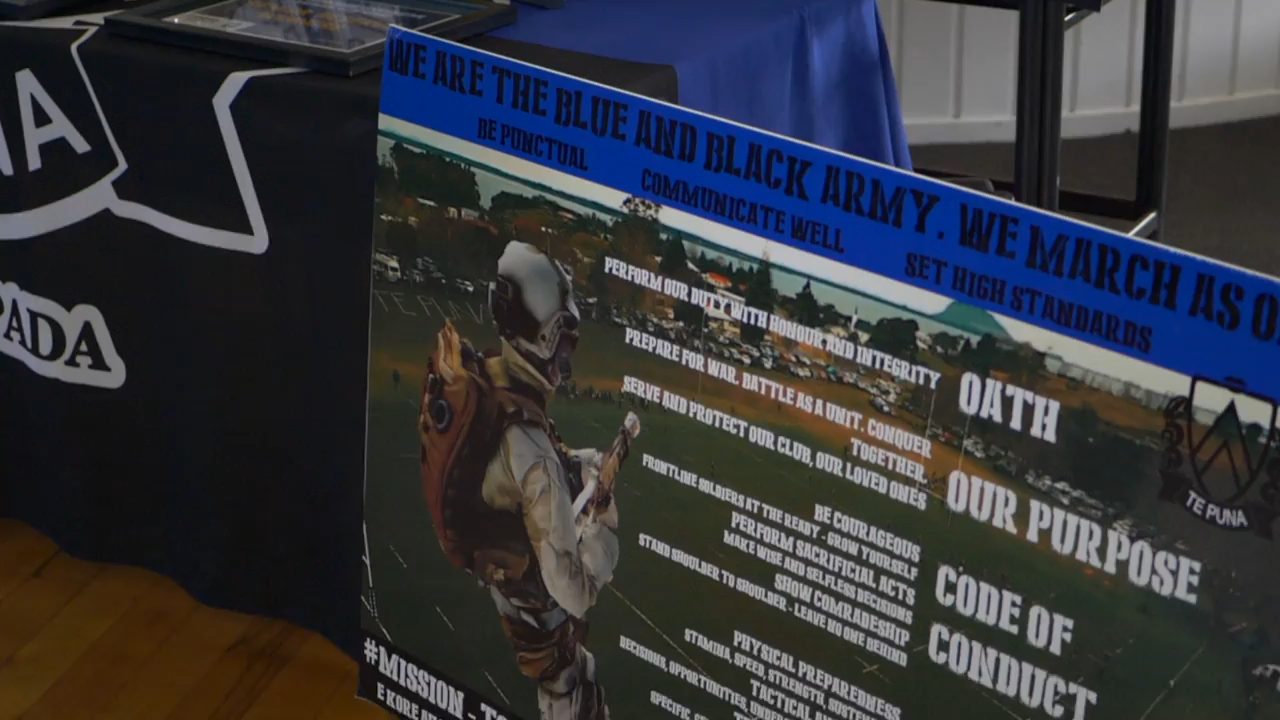 WE ARE THE BLUE AND BLACK ARMY. WE MARCH AS
BE PUNCTUAL
COMMUNICATE WELL
SET HIGH STANDARDS
PERFORM OUR DUTY WITH HONOUR AND INTEGRITY
OATH
PREPARE FOR WAR. BATTLE AS A UNIT. CONQUER
TOGETHER.
SERVE AND PROTECT OUR CLUB, OUR LOVED ONES
OUR PURPOSE
BE COURAGEOUS
FRONTLINE SOLDIERS AT THE READY - GROW YOURSELF
PERFORM SACRIFICIAL ACTS
MAKE WISE AND SELFLESS DECISIONS
SHOW COMRADESHIP
STAND SHOULDER TO SHOULDER - LEAVE NO ONE BEHIND
CODE OF
CONDUCT
PHYSICAL PREPAREDNESS
STAMINA, SPEED, STRENGTH,
TACTICAL
DECISIONS, OPPORTUNITIES,
SPECIFIC
TE PUNA
#MISSION -
E KORE
NA
PADA